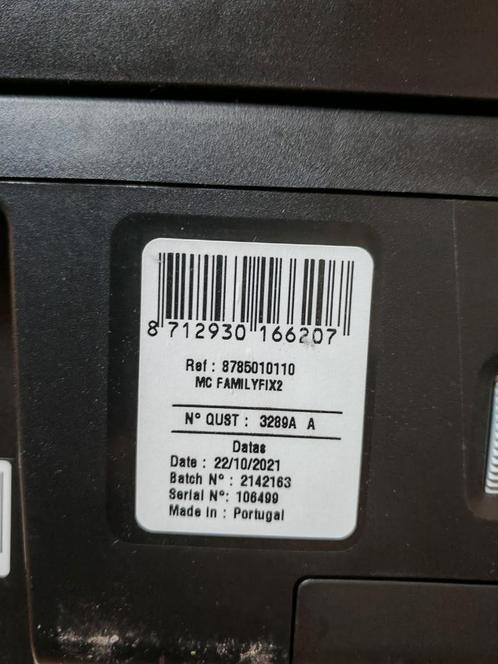 8 712930 166207
Ref : 8785010110
MC FAMILYFIX2
N° QUST : 3289A A
Datas
Date : 22/10/2021
Batch N° : 2142163
Serial N°: 106499
Made in : Portugal